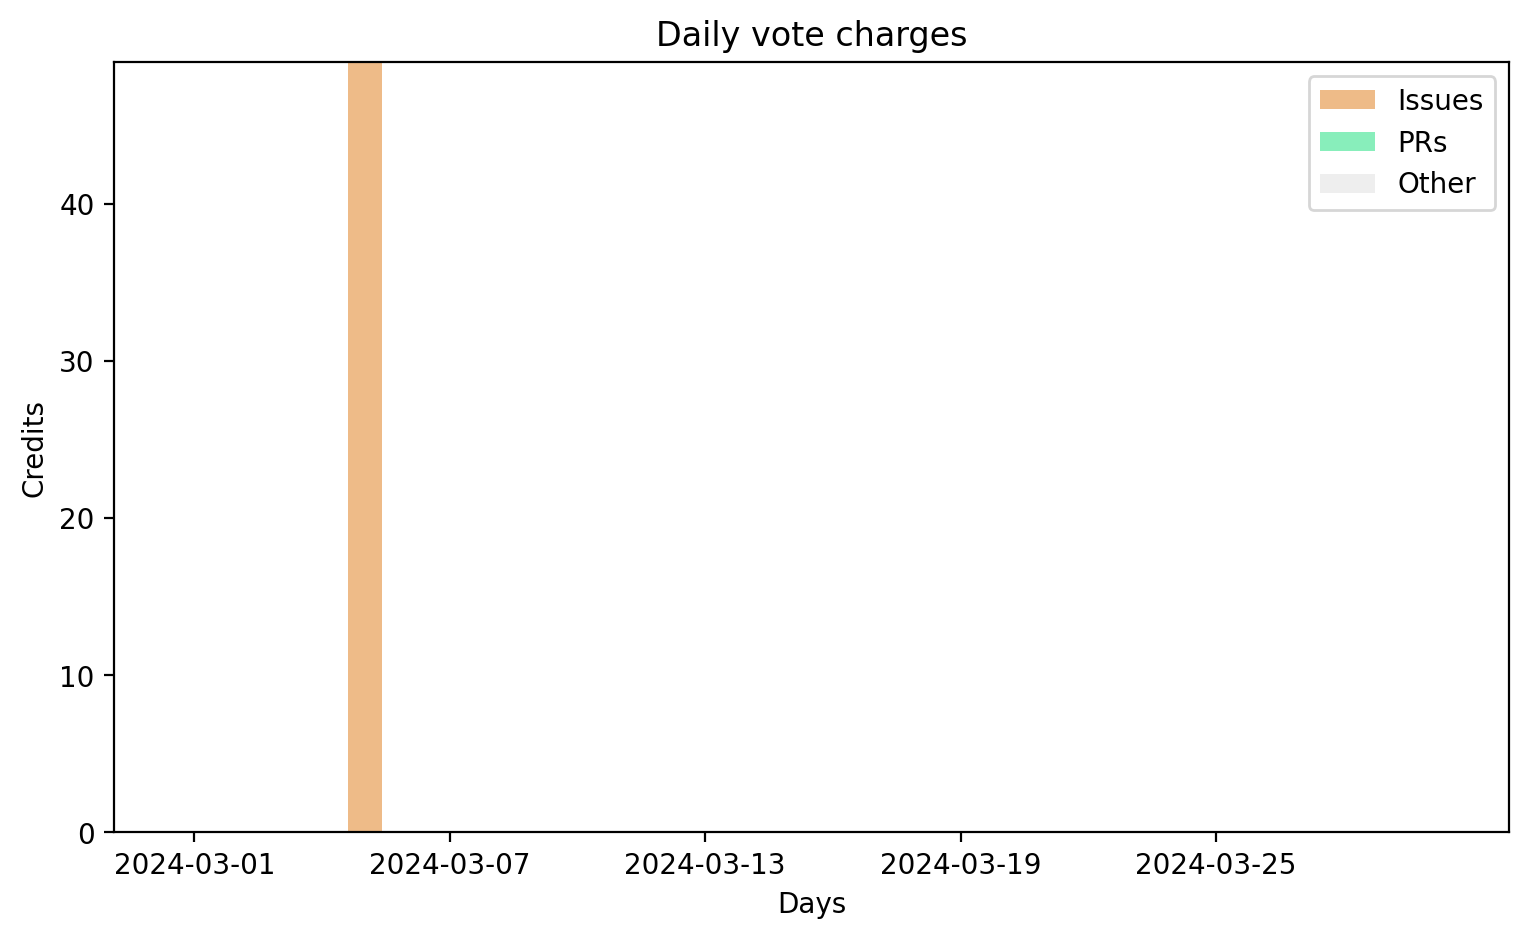 Daily vote charges
Issues
PRs
Other
Credits
40
30
20
10
0
2024-03-01
2024-03-07
2024-03-13
2024-03-19
2024-03-25
Days